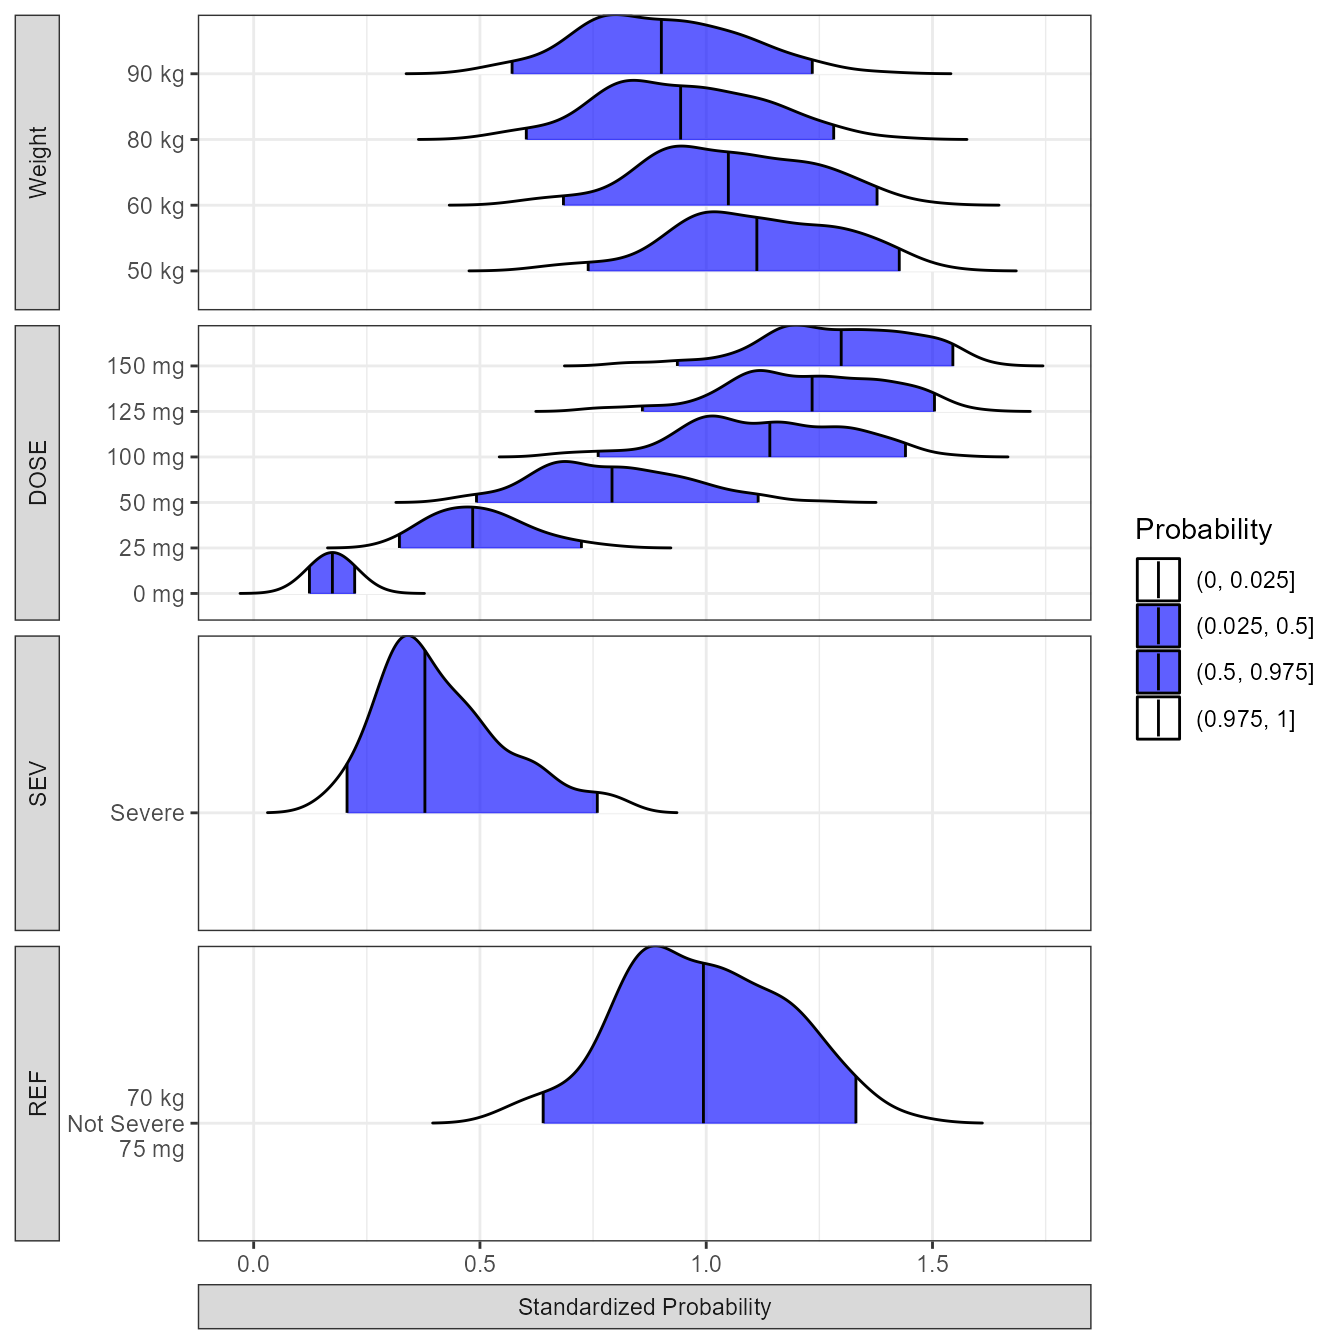 Weight
90 kg
80 kg
60 kg
50 kg
DOSE
150 mg
125 mg
100 mg
50 mg
25 mg
0 mg
SEV
Severe
REF
70 kg
Not Severe
75 mg
0.0 0.5 1.0 1.5
Standardized Probability
Probability
(0, 0.025]
(0.025, 0.5]
(0.5, 0.975]
(0.975, 1]